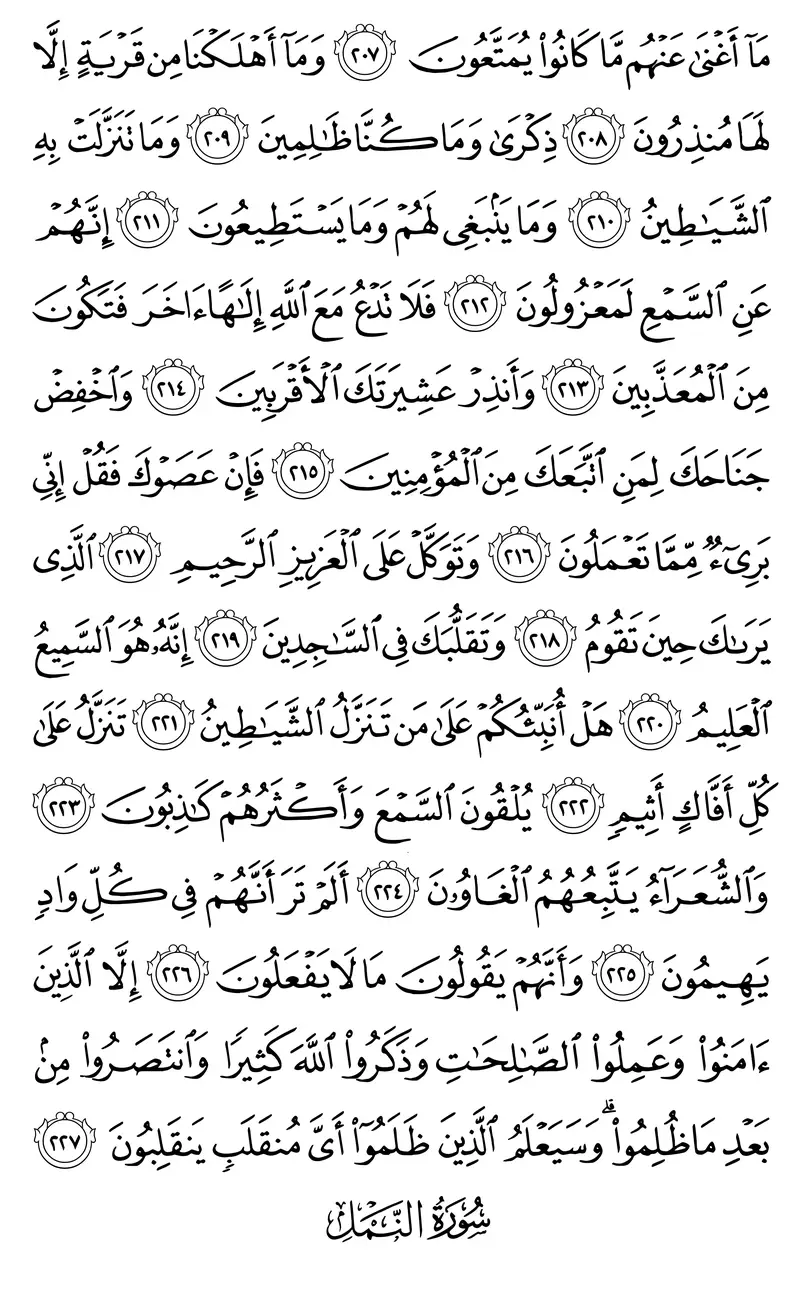 مَآ أَغْنَىٰ عَنْهُم مَّا كَانُوا۟ يُمَتَّعُونَ ٢٠٧ وَمَآ أَهْلَكْنَا مِن قَرْيَةٍ إِلَّا
لَهَا مُنذِرُونَ ٢٠٨ ذِكْرَىٰ وَمَا كُنَّا ظَـٰلِمِينَ ٢٠٩ وَمَا تَنَزَّلَتْ بِهِ
ٱلشَّيَـٰطِينُ ٢١٠ وَمَا يَنۢبَغِى لَهُمْ وَمَا يَسْتَطِيعُونَ ٢١١ إِنَّهُمْ
عَنِ ٱلسَّمْعِ لَمَعْزُولُونَ ٢١٢ فَلَا تَدْعُ مَعَ ٱللَّهِ إِلَـٰهًا ءَاخَرَ فَتَكُونَ
مِنَ ٱلْمُعَذَّبِينَ ٢١٣ وَأَنذِرْ عَشِيرَتَكَ ٱلْأَقْرَبِينَ ٢١٤ وَٱخْفِضْ
جَنَاحَكَ لِمَنِ ٱتَّبَعَكَ مِنَ ٱلْمُؤْمِنِينَ ٢١٥ فَإِنْ عَصَوْكَ فَقُلْ إِنِّى
بَرِىٓءٌ مِّمَّا تَعْمَلُونَ ٢١٦ وَتَوَكَّلْ عَلَى ٱلْعَزِيزِ ٱلرَّحِيمِ ٢١٧ ٱلَّذِى
يَرَىٰكَ حِينَ تَقُومُ ٢١٨ وَتَقَلُّبَكَ فِى ٱلسَّـٰجِدِينَ ٢١٩ إِنَّهُۥ هُوَ ٱلسَّمِيعُ
ٱلْعَلِيمُ ٢٢٠ هَلْ أُنَبِّئُكُمْ عَلَىٰ مَن تَنَزَّلُ ٱلشَّيَـٰطِينُ ٢٢١ تَنَزَّلُ عَلَىٰ
كُلِّ أَفَّاكٍ أَثِيمٍ ٢٢٢ يُلْقُونَ ٱلسَّمْعَ وَأَكْثَرُهُمْ كَـٰذِبُونَ ٢٢٣
وَٱلشُّعَرَآءُ يَتَّبِعُهُمُ ٱلْغَاوُۥنَ ٢٢٤ أَلَمْ تَرَ أَنَّهُمْ فِى كُلِّ وَادٍ
يَهِيمُونَ ٢٢٥ وَأَنَّهُمْ يَقُولُونَ مَا لَا يَفْعَلُونَ ٢٢٦ إِلَّا ٱلَّذِينَ
ءَامَنُوا۟ وَعَمِلُوا۟ ٱلصَّـٰلِحَـٰتِ وَذَكَرُوا۟ ٱللَّهَ كَثِيرًا وَٱنتَصَرُوا۟ مِنۢ
بَعْدِ مَا ظُلِمُوا۟ ۗ وَسَيَعْلَمُ ٱلَّذِينَ ظَلَمُوٓا۟ أَىَّ مُنقَلَبٍ يَنقَلِبُونَ ٢٢٧
سُورَةُ النَّمْلِ